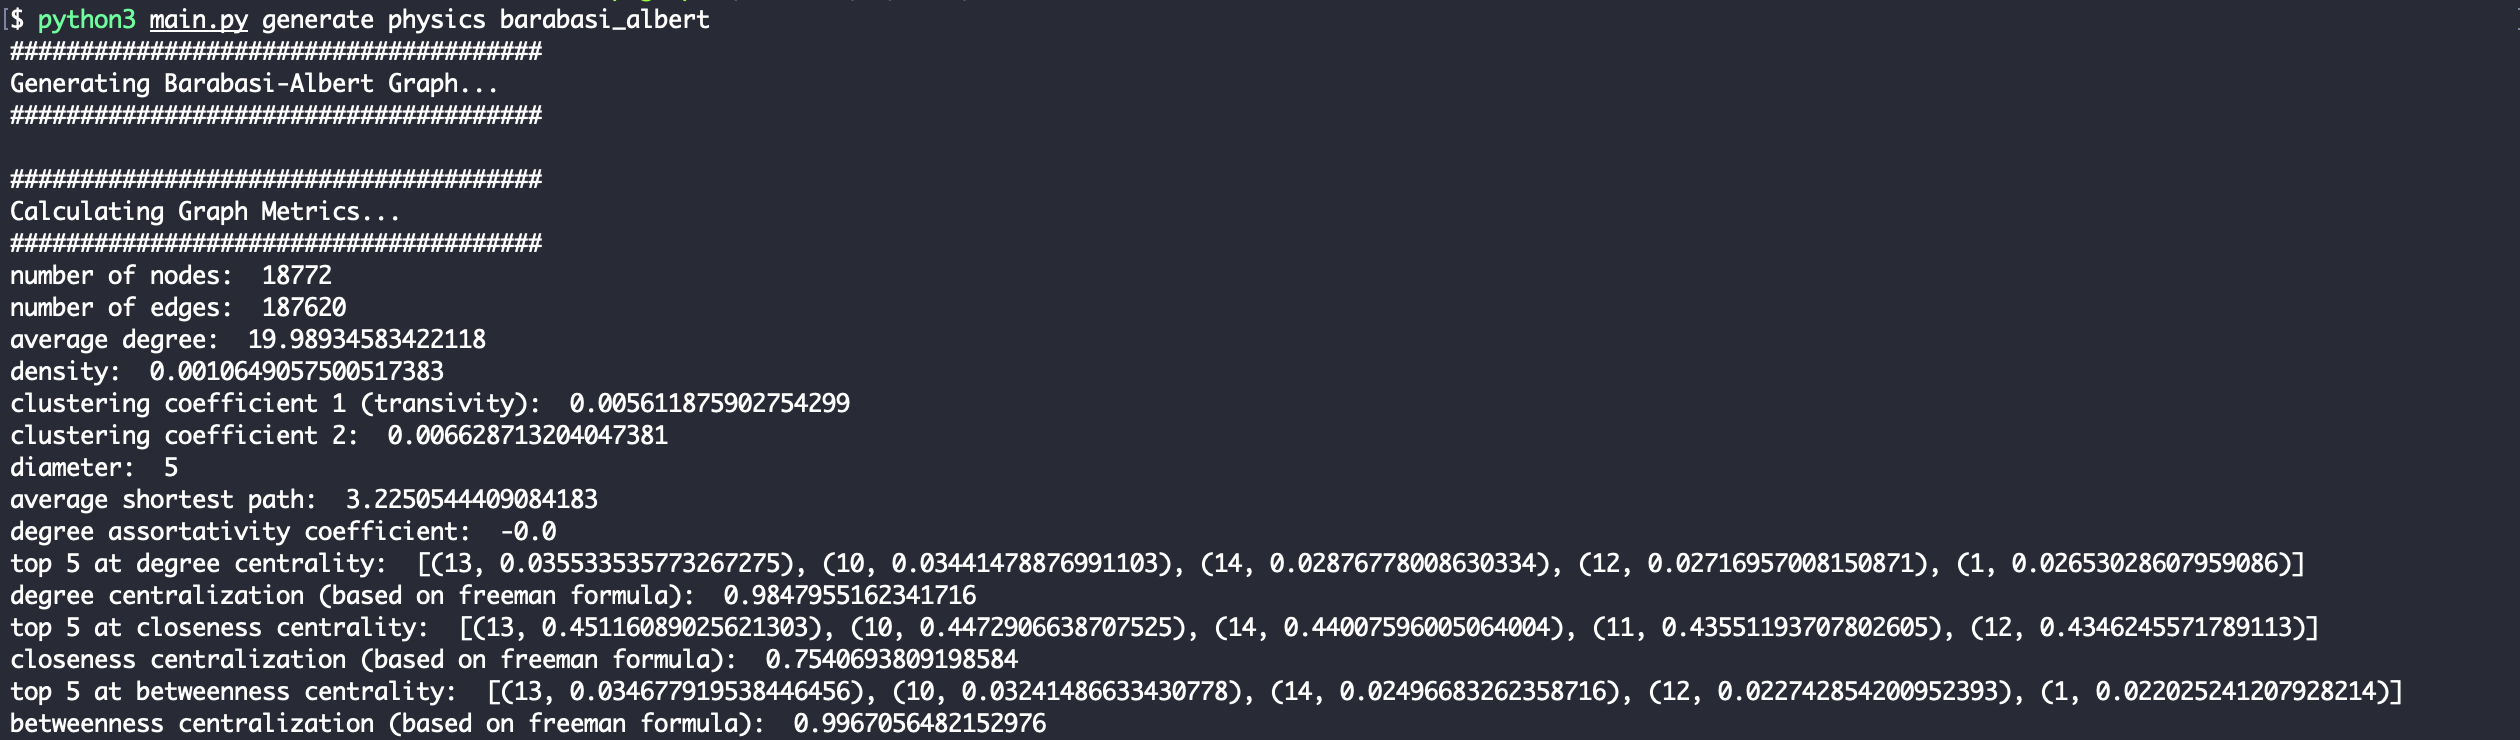 [$ python3 main.py generate physics barabasi_albert
######################################
Generating Barabasi-Albert Graph...
######################################
######################################
Calculating Graph Metrics...
######################################
number of nodes:  18772
number of edges:  187620
average degree:  19.98934583422118
density:  0.0010649057500517383
clustering coefficient 1 (transivity):  0.005611875902754299
clustering coefficient 2:  0.006628713204047381
diameter:  5
average shortest path:  3.2250544409084183
degree assortativity coefficient:  -0.0
top 5 at degree centrality:  [(13, 0.035533535773267275), (10, 0.03441478876991103), (14, 0.02876778008630334), (12, 0.027169570081​50871), (1, 0.02653028607959086)]
degree centralization (based on freeman formula):  0.9847955162341716
top 5 at closeness centrality:  [(13, 0.45116089025621303), (10, 0.4472906638707525), (14, 0.44007596005064004), (11, 0.43551193707802605), (12, 0.4346245571789113)]
closeness centralization (based on freeman formula):  0.7540693809198584
top 5 at betweenness centrality:  [(13, 0.034677919538446456), (10, 0.03241486633430778), (14, 0.02496683262358716), (12, 0.022742854200952393), (1, 0.022025241207928214)]
betweenness centralization (based on freeman formula):  0.9967056482152976